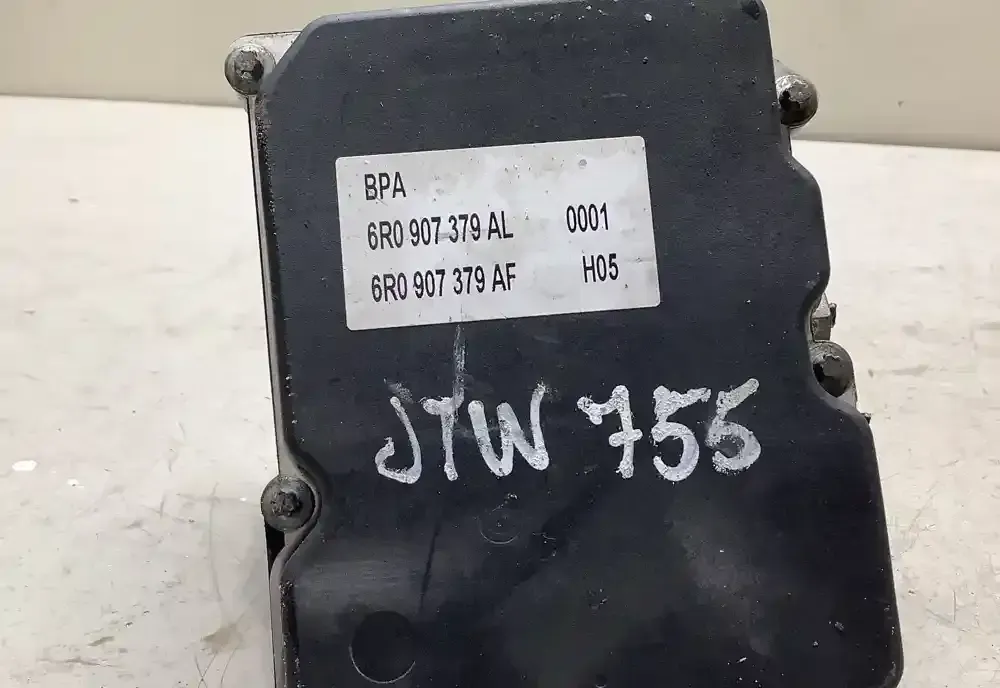 BPA
6R0 907 379 AL 0001
6R0 907 379 AF H05
JTW 755